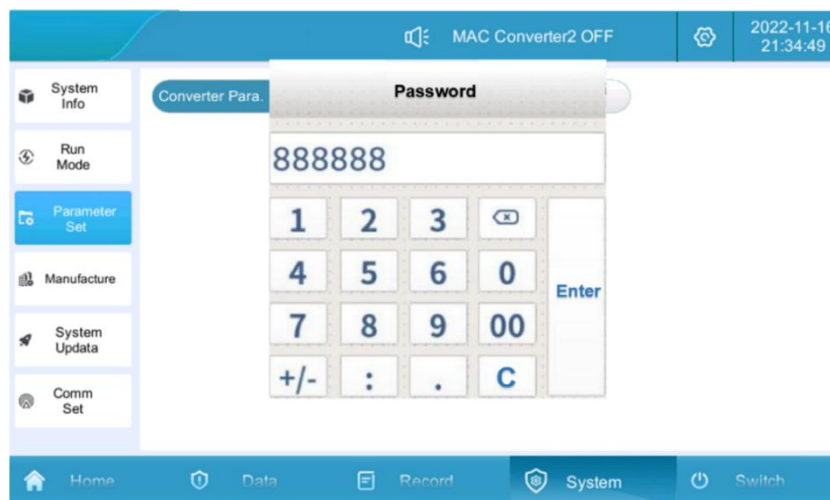 MAC Converter2 OFF
2022-11-16
21:34:49
System
Info
Run
Mode
Parameter
Set
Manufacture
System
Updata
Comm
Set
Converter Para.
Password
888888
1 2 3
4 5 6 0
Enter
7 8 9 00
+/- : . C
Home
Data
Record
System
Switch